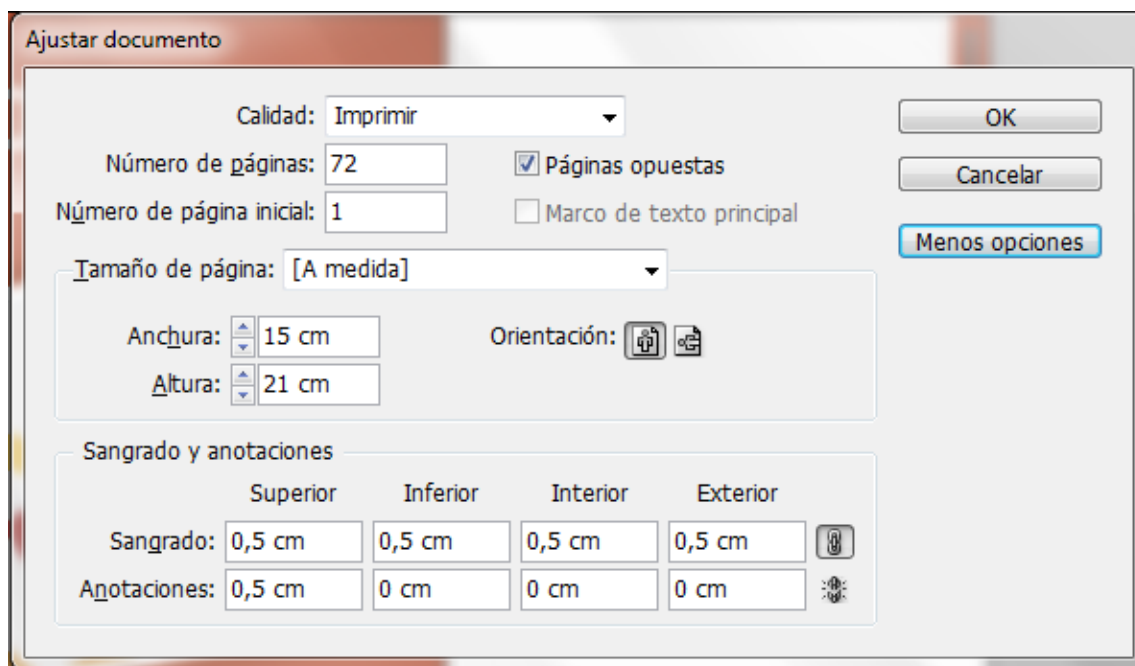 Ajustar documento
Calidad: Imprimir
OK
Número de páginas: 72
Páginas opuestas
Cancelar
Número de página inicial: 1
Marco de texto principal
Menos opciones
Tamaño de página: [A medida]
Anchura: 15 cm
Orientación:
Altura: 21 cm
Sangrado y anotaciones
Superior Inferior Interior Exterior
Sangrado: 0,5 cm 0,5 cm 0,5 cm 0,5 cm
Anotaciones: 0,5 cm 0 cm 0 cm 0 cm